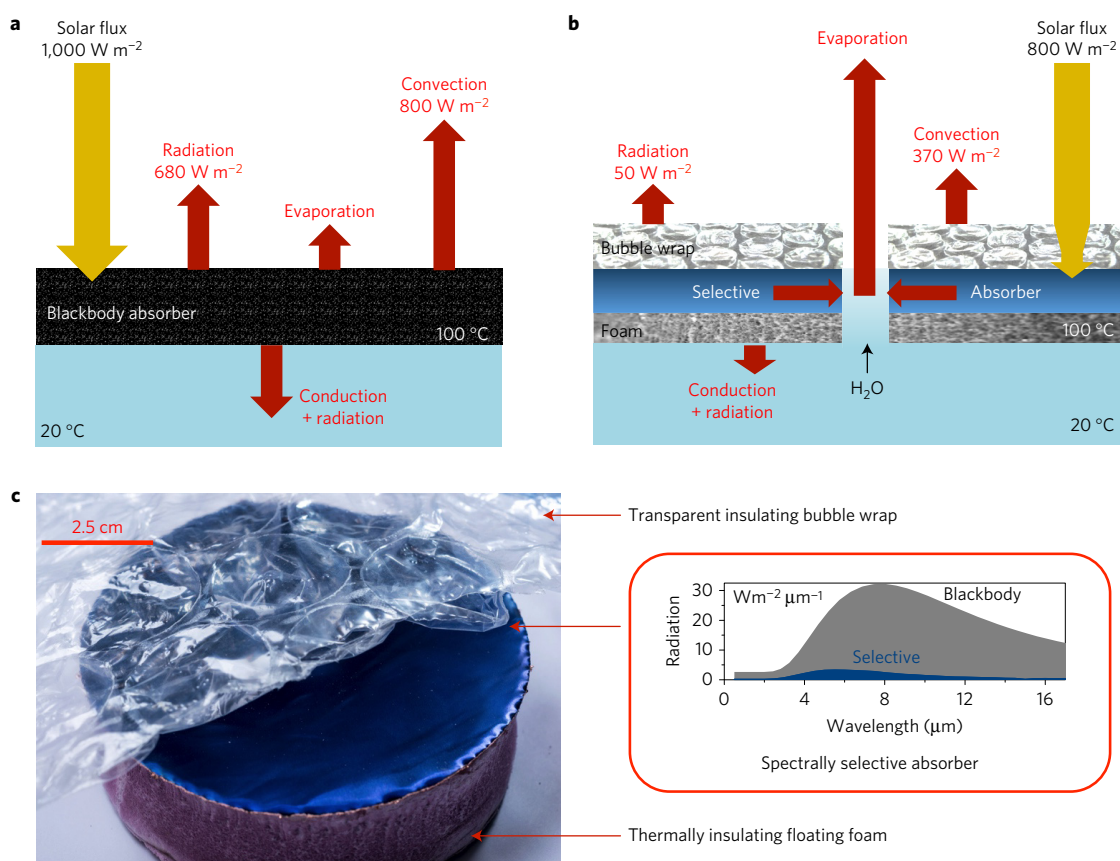 a
Solar flux
1,000 W m⁻²
Radiation
680 W m⁻²
Evaporation
Convection
800 W m⁻²
Blackbody absorber
100 °C
Conduction
+ radiation
20 °C
b
Evaporation
Solar flux
800 W m⁻²
Radiation
50 W m⁻²
Convection
370 W m⁻²
Bubble wrap
Selective
Absorber
Foam
100 °C
Conduction
+ radiation
H₂O
20 °C
c
2.5 cm
Transparent insulating bubble wrap
Wm⁻² μm⁻¹
Blackbody
Selective
Radiation
30
20
10
0
0
4
8
12
16
Wavelength (μm)
Spectrally selective absorber
Thermally insulating floating foam